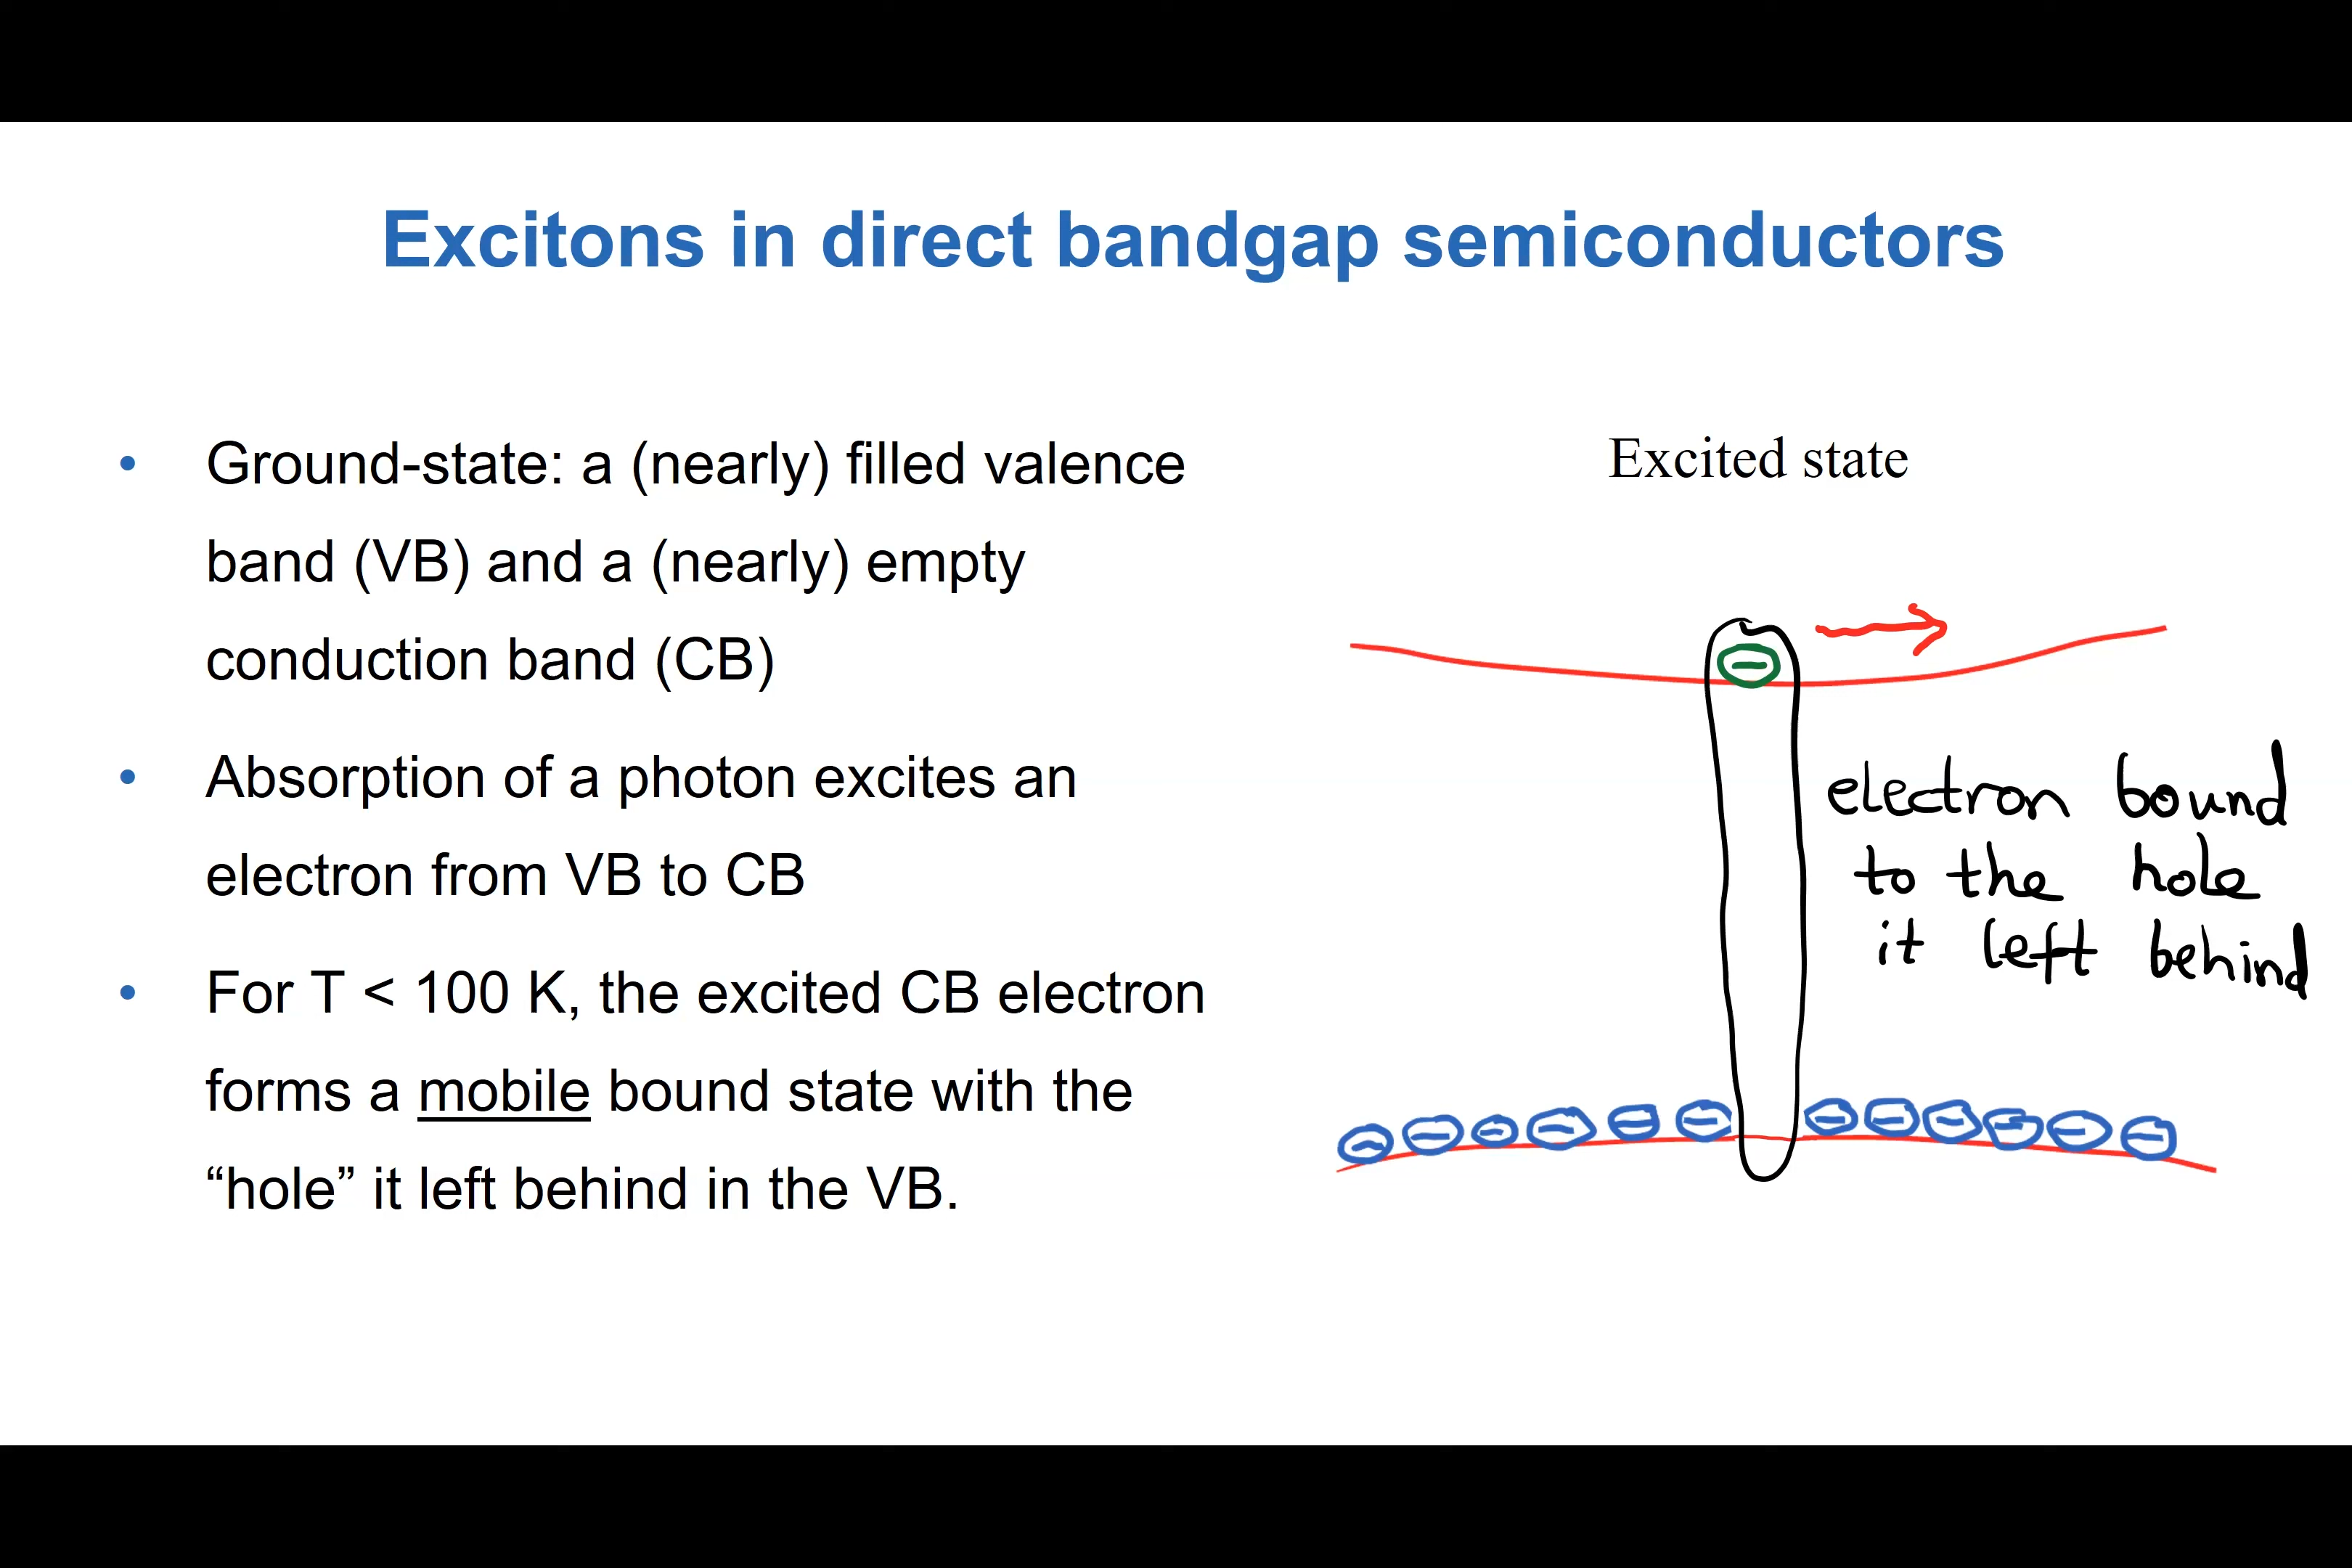 Excitons in direct bandgap semiconductors
• Ground-state: a (nearly) filled valence
band (VB) and a (nearly) empty
conduction band (CB)
• Absorption of a photon excites an
electron from VB to CB
• For T < 100 K, the excited CB electron
forms a mobile bound state with the
“hole” it left behind in the VB.
Excited state
electron bound
to the hole
it left behind